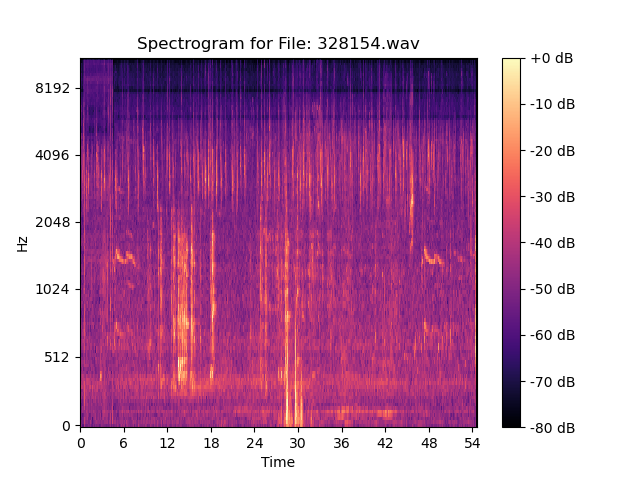 Spectrogram for File: 328154.wav
Hz
8192
4096
2048
1024
512
0
0 6 12 18 24 30 36 42 48 54
Time
+0 dB
-10 dB
-20 dB
-30 dB
-40 dB
-50 dB
-60 dB
-70 dB
-80 dB